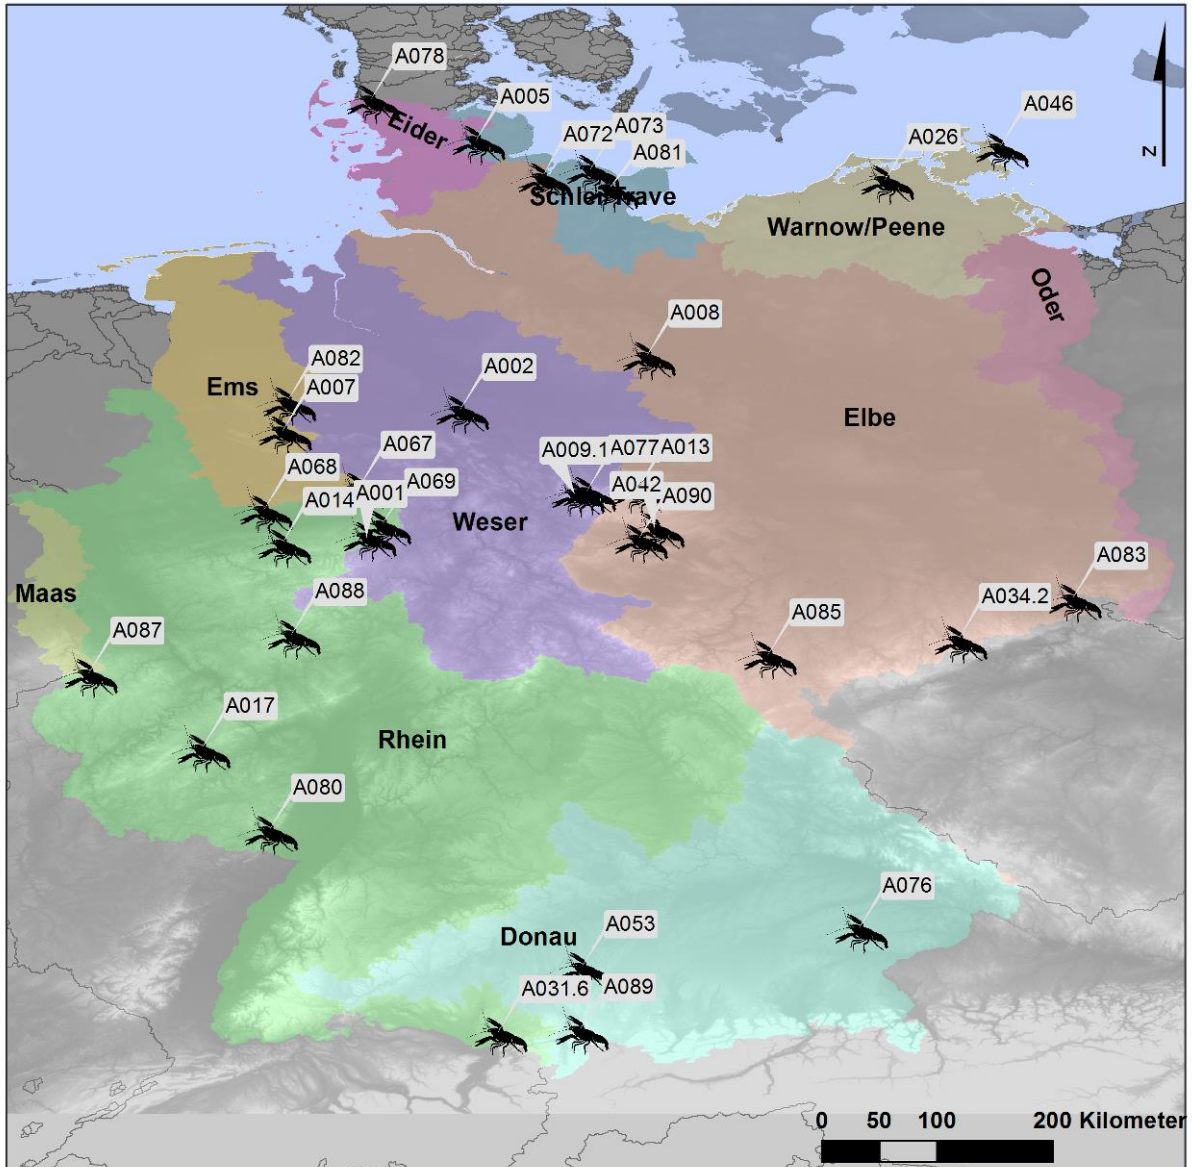 A078
A005
A046
A073
A072
A026
A081
Eider
Schlei/Trave
Warnow/Peene
N
Oder
A008
A082
A002
A007
Ems
Elbe
A067
A009.1
A077
A013
A068
A069
A014
A001
A042
A090
Weser
A083
Maas
A088
A034.2
A085
A087
A017
Rhein
A080
A076
A053
Donau
A031.6
A089
0 50 100 200 Kilometer